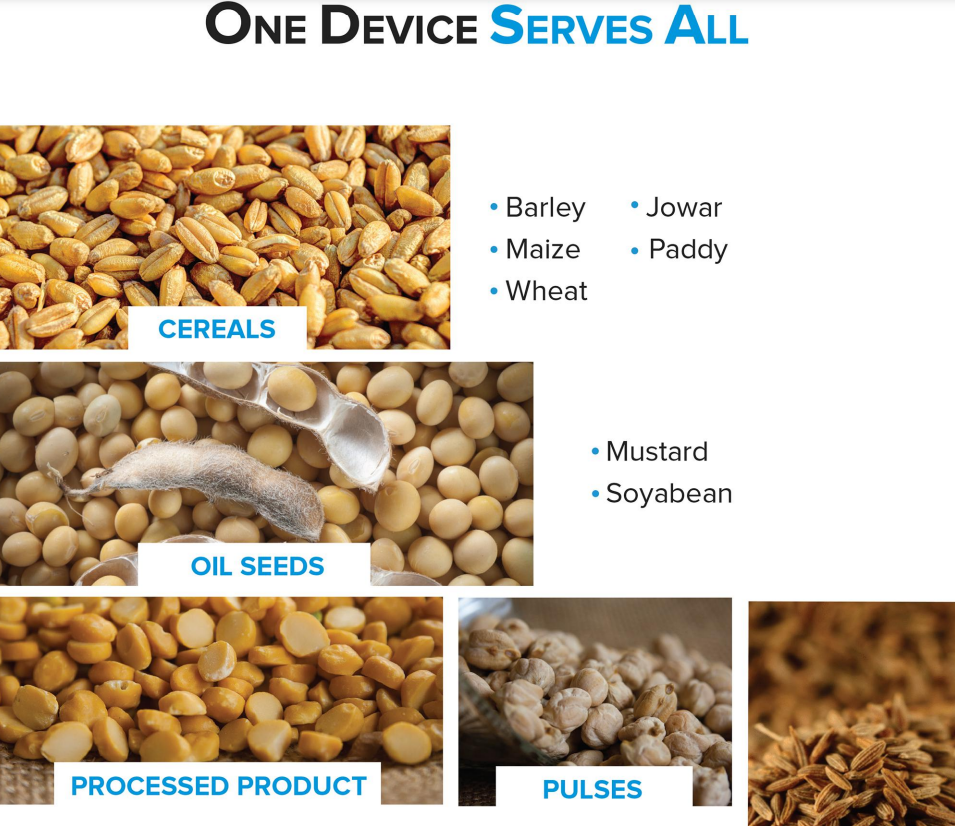 ONE DEVICE SERVES ALL
• Barley
• Maize
• Wheat
• Jowar
• Paddy
CEREALS
• Mustard
• Soyabean
OIL SEEDS
PROCESSED PRODUCT
PULSES